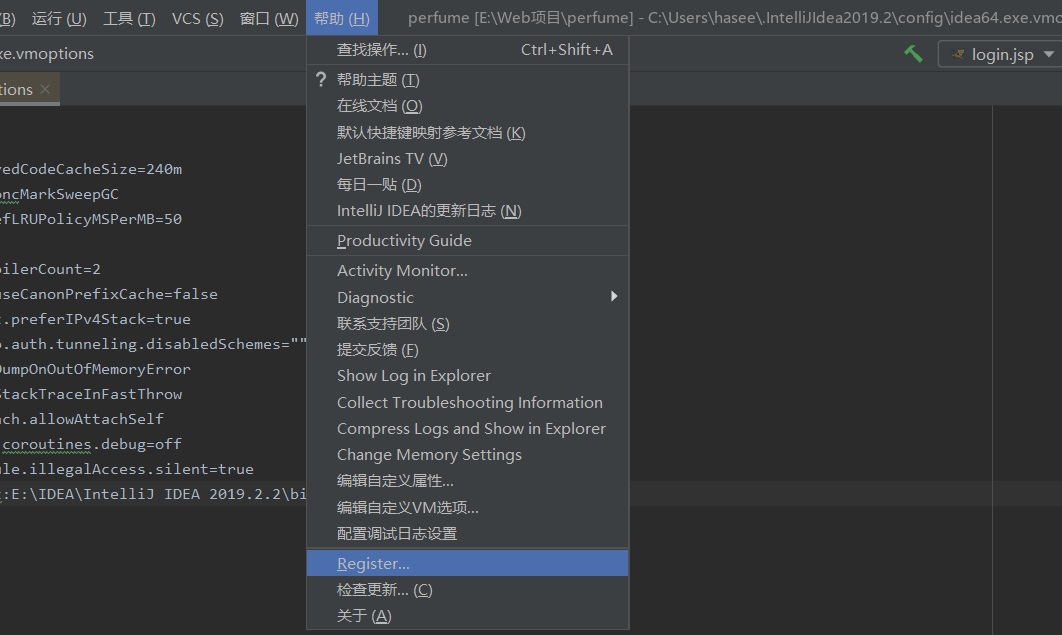 B) 运行 (U) 工具 (T) VCS (S) 窗口 (W) 帮助 (H) perfume [E:\Web项目\perfume] - C:\Users\hasee\.IntelliJIdea2019.2\config\idea64.exe.vmo
xe.vmoptions
login.jsp
tions
查找操作... (I) Ctrl+Shift+A
? 帮助主题 (T)
在线文档 (O)
默认快捷键映射参考文档 (K)
JetBrains TV (V)
每日一贴 (D)
IntelliJ IDEA的更新日志 (N)
Productivity Guide
Activity Monitor...
Diagnostic
联系支持团队 (S)
提交反馈 (F)
Show Log in Explorer
Collect Troubleshooting Information
Compress Logs and Show in Explorer
Change Memory Settings
编辑自定义属性...
编辑自定义VM选项...
配置调试日志设置
Register...
检查更新... (C)
关于 (A)
vedCodeCacheSize=240m
oncMarkSweepGC
efLRUPolicyMSPerMB=50
oilerCount=2
useCanonPrefixCache=false
t.preferIPv4Stack=true
p.auth.tunneling.disabledSchemes=""
DumpOnOutOfMemoryError
StackTraceInFastThrow
ach.allowAttachSelf
.coroutines.debug=off
ule.illegalAccess.silent=true
t:E:\IDEA\IntelliJ IDEA 2019.2.2\bi